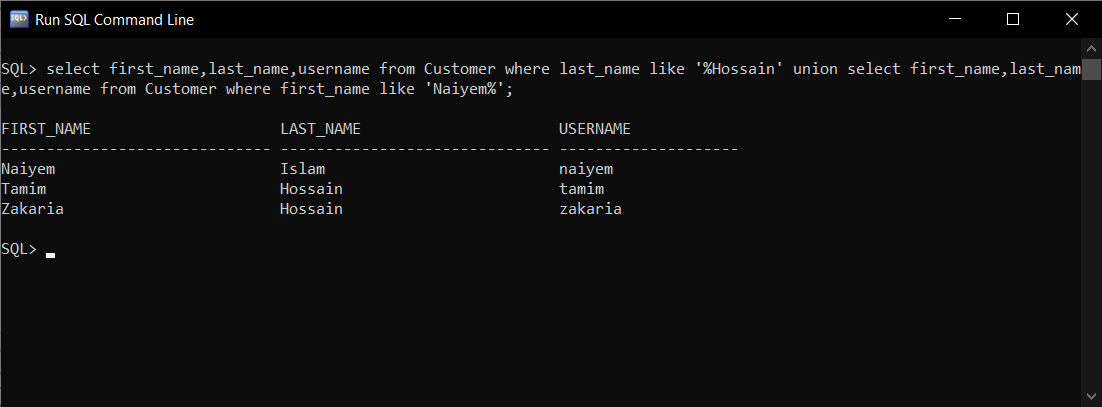 Run SQL Command Line
SQL> select first_name,last_name,username from Customer where last_name like '%Hossain' union select first_name,last_nam
e,username from Customer where first_name like 'Naiyem%';
FIRST_NAME                     LAST_NAME                      USERNAME
------------------------------ ------------------------------ --------------------
Naiyem                         Islam                          naiyem
Tamim                          Hossain                        tamim
Zakaria                        Hossain                        zakaria
SQL>